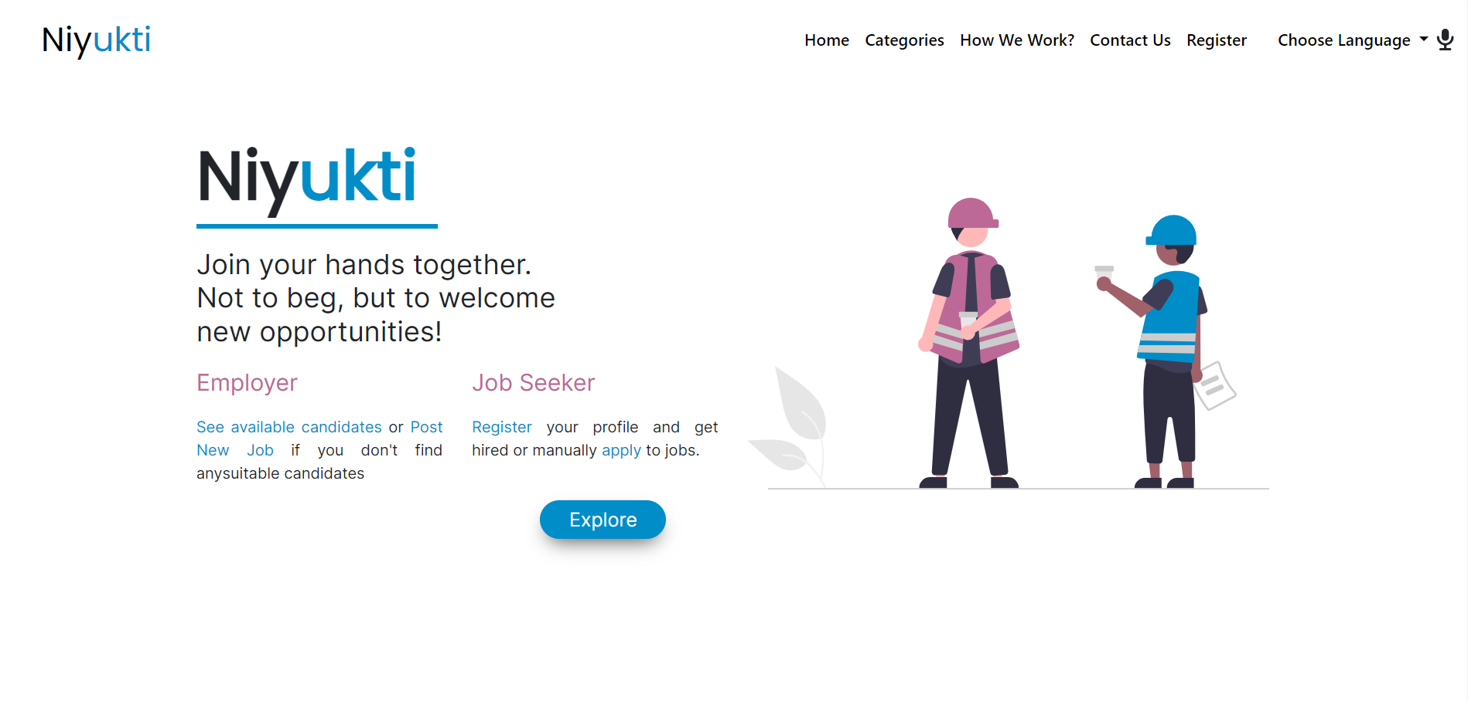 Niyukti
Home Categories How We Work? Contact Us Register Choose Language
Niyukti
Join your hands together.
Not to beg, but to welcome
new opportunities!
Employer
See available candidates or Post
New Job if you don't find
anysuitable candidates
Job Seeker
Register your profile and get
hired or manually apply to jobs.
Explore